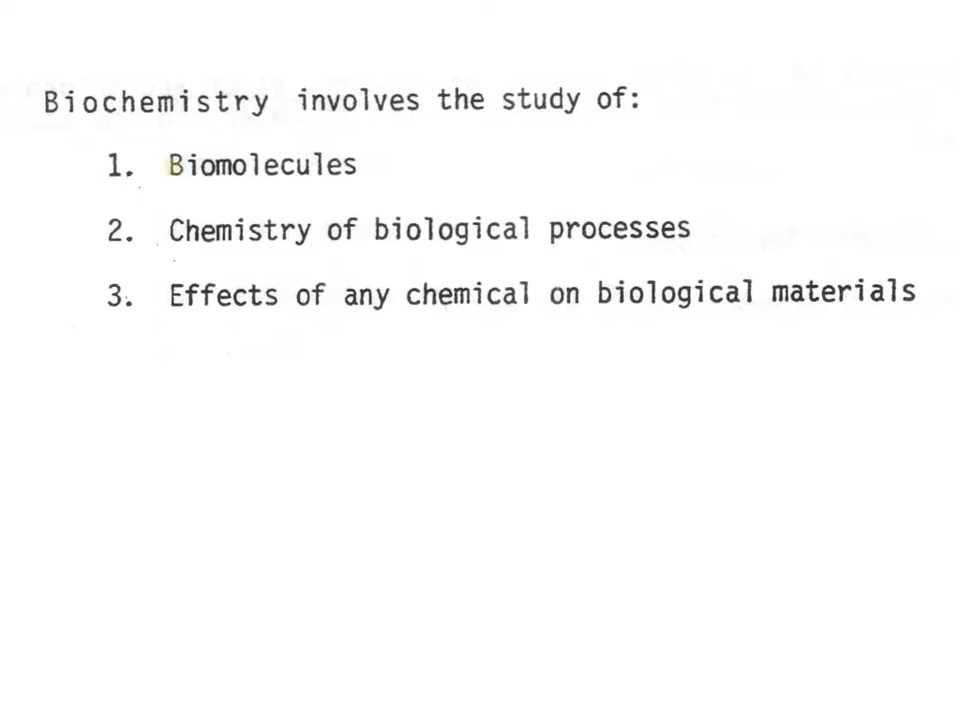 Biochemistry involves the study of:
1. Biomolecules
2. Chemistry of biological processes
3. Effects of any chemical on biological materials